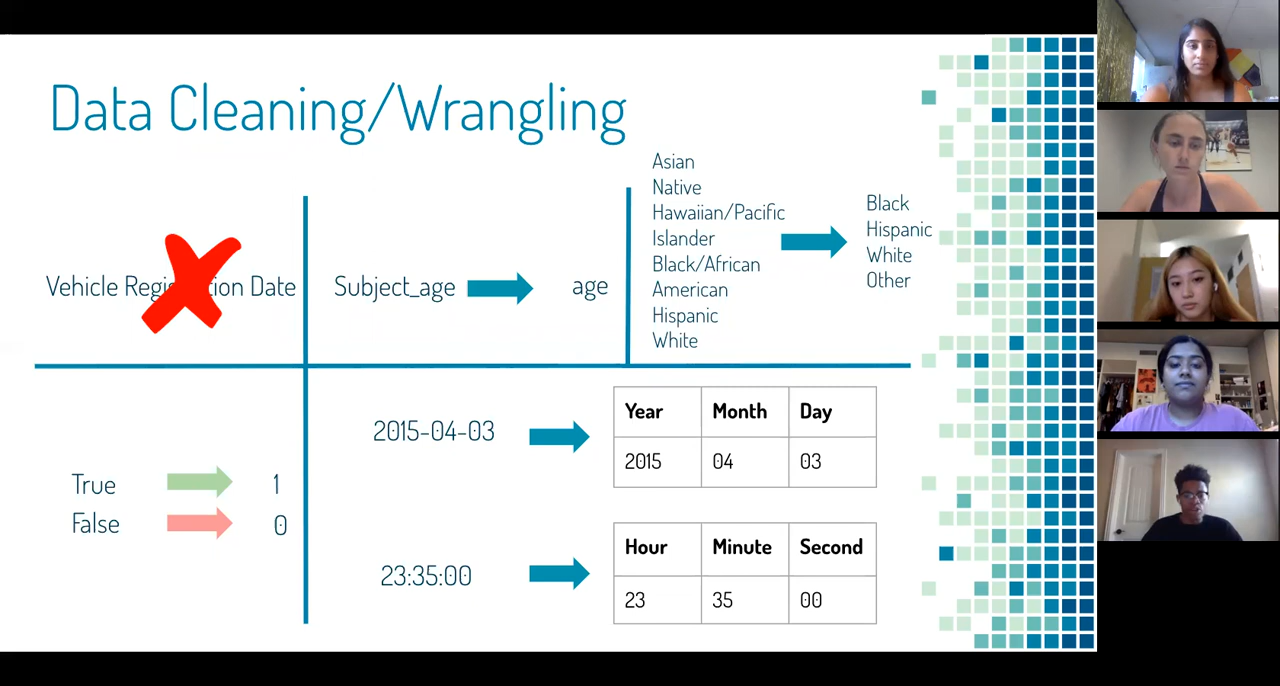 Data Cleaning/Wrangling
Vehicle Regi tion Date
Subject_age
age
Asian
Native
Hawaiian/Pacific
Islander
Black/African
American
Hispanic
White
Black
Hispanic
White
Other
True
1
False
0
2015-04-03
Year Month Day
2015 04 03
23:35:00
Hour Minute Second
23 35 00